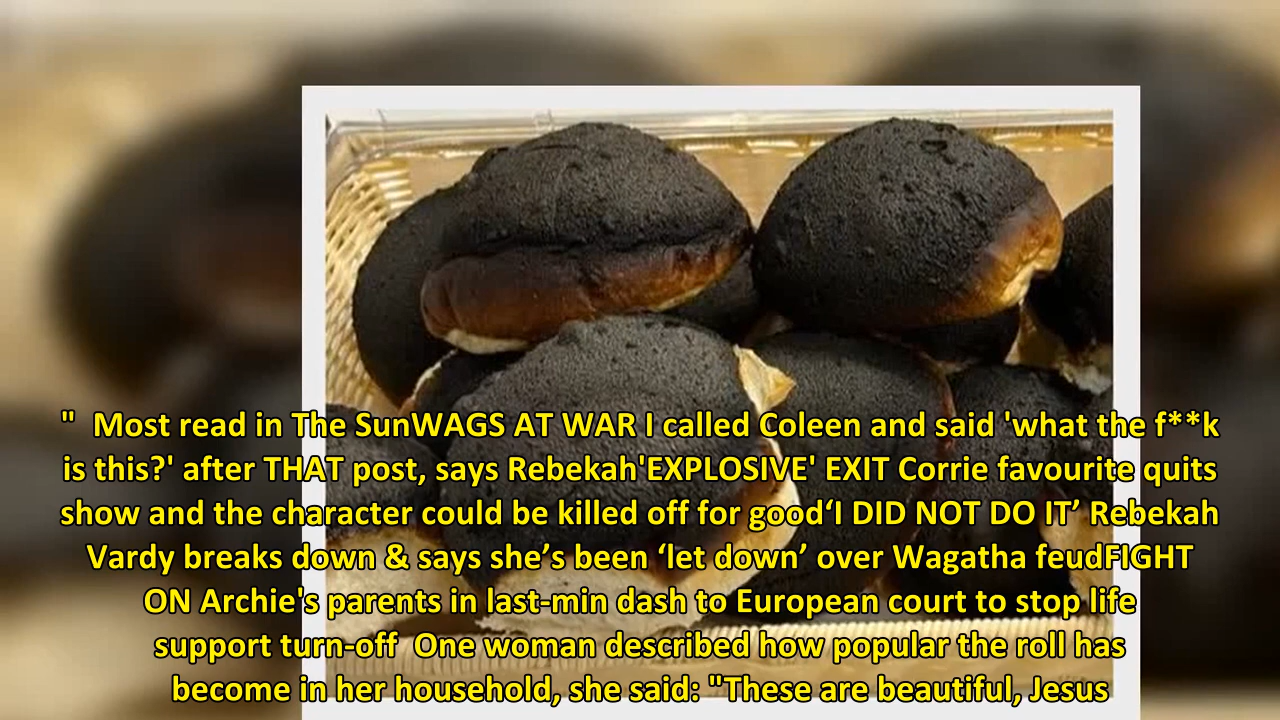 "  Most read in The SunWAGS AT WAR I called Coleen and said 'what the f**k
is this?' after THAT post, says Rebekah'EXPLOSIVE' EXIT Corrie favourite quits
show and the character could be killed off for good‘I DID NOT DO IT’ Rebekah
Vardy breaks down & says she’s been ‘let down’ over Wagatha feudFIGHT
ON Archie's parents in last-min dash to European court to stop life
support turn-off  One woman described how popular the roll has
become in her household, she said: "These are beautiful, Jesus